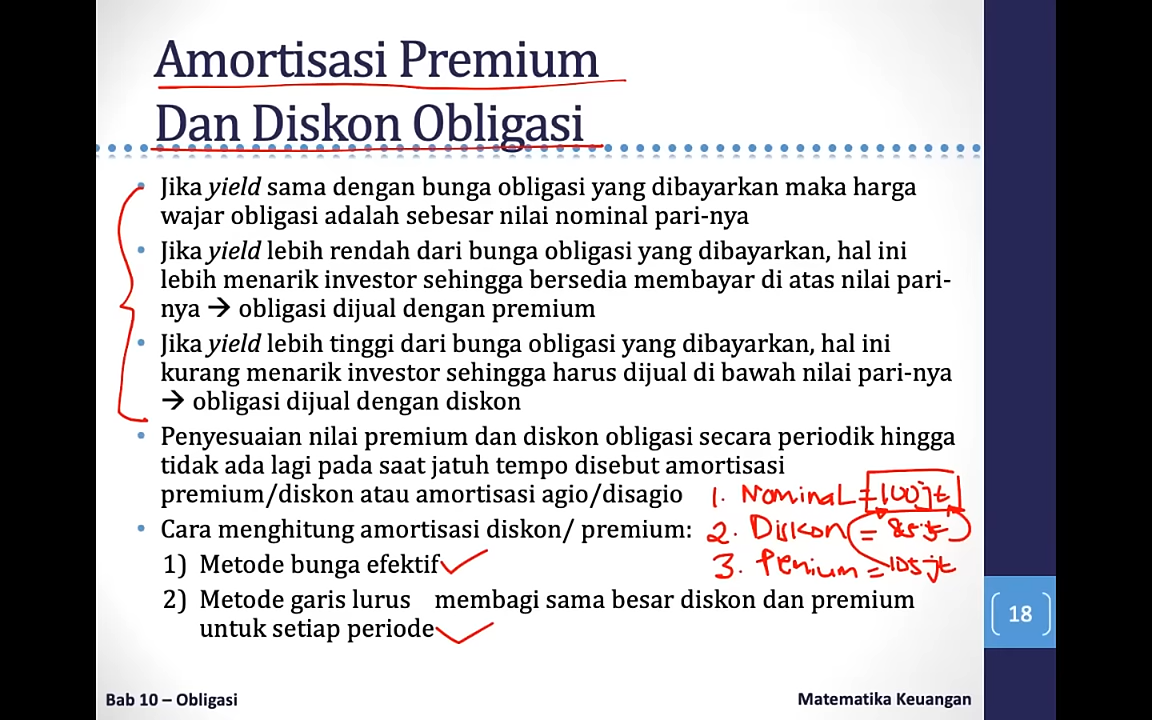 Amortisasi Premium
Dan Diskon Obligasi
• Jika yield sama dengan bunga obligasi yang dibayarkan maka harga
wajar obligasi adalah sebesar nilai nominal pari-nya
• Jika yield lebih rendah dari bunga obligasi yang dibayarkan, hal ini
lebih menarik investor sehingga bersedia membayar di atas nilai pari-
nya → obligasi dijual dengan premium
• Jika yield lebih tinggi dari bunga obligasi yang dibayarkan, hal ini
kurang menarik investor sehingga harus dijual di bawah nilai pari-nya
→ obligasi dijual dengan diskon
• Penyesuaian nilai premium dan diskon obligasi secara periodik hingga
tidak ada lagi pada saat jatuh tempo disebut amortisasi
premium/diskon atau amortisasi agio/disagio
1. Nominal = 100jt
• Cara menghitung amortisasi diskon/ premium:
2. Diskon =
1) Metode bunga efektif
3. Premium = 105 jt
2) Metode garis lurus membagi sama besar diskon dan premium
untuk setiap periode
18
Bab 10 – Obligasi
Matematika Keuangan